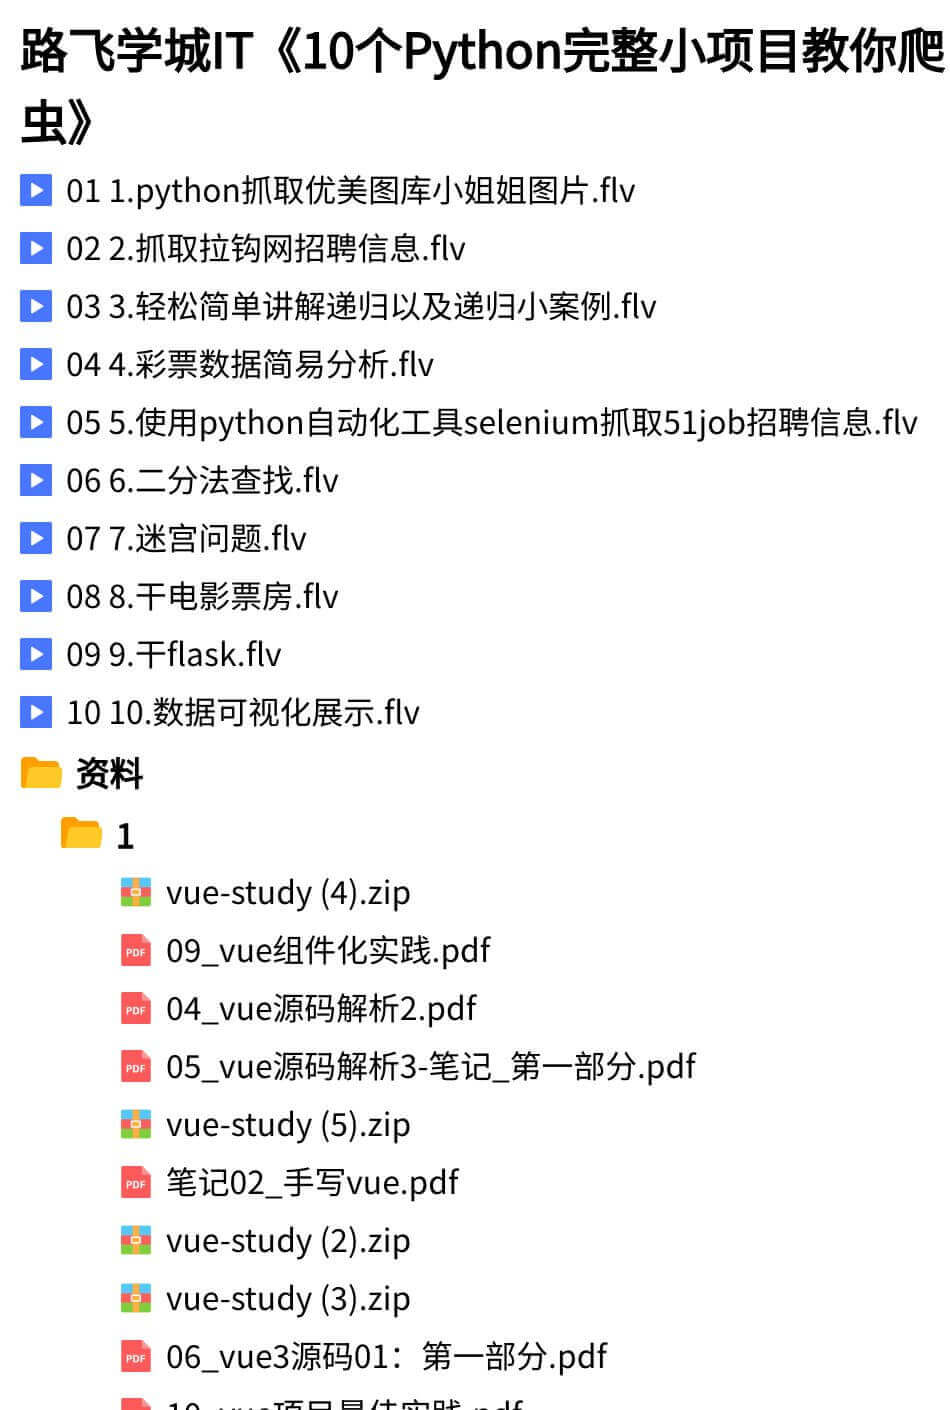 路飞学城IT《10个Python完整小项目教你爬
虫》
01 1.python抓取优美图库小姐姐图片.flv
02 2.抓取拉钩网招聘信息.flv
03 3.轻松简单讲解递归以及递归小案例.flv
04 4.彩票数据简易分析.flv
05 5.使用python自动化工具selenium抓取51job招聘信息.flv
06 6.二分法查找.flv
07 7.迷宫问题.flv
08 8.干电影票房.flv
09 9.干flask.flv
10 10.数据可视化展示.flv
资料
1
vue-study (4).zip
PDF 09_vue组件化实践.pdf
PDF 04_vue源码解析2.pdf
PDF 05_vue源码解析3-笔记_第一部分.pdf
vue-study (5).zip
PDF 笔记02_手写vue.pdf
vue-study (2).zip
vue-study (3).zip
PDF 06_vue3源码01：第一部分.pdf
10_vue项目最佳实践.pdf